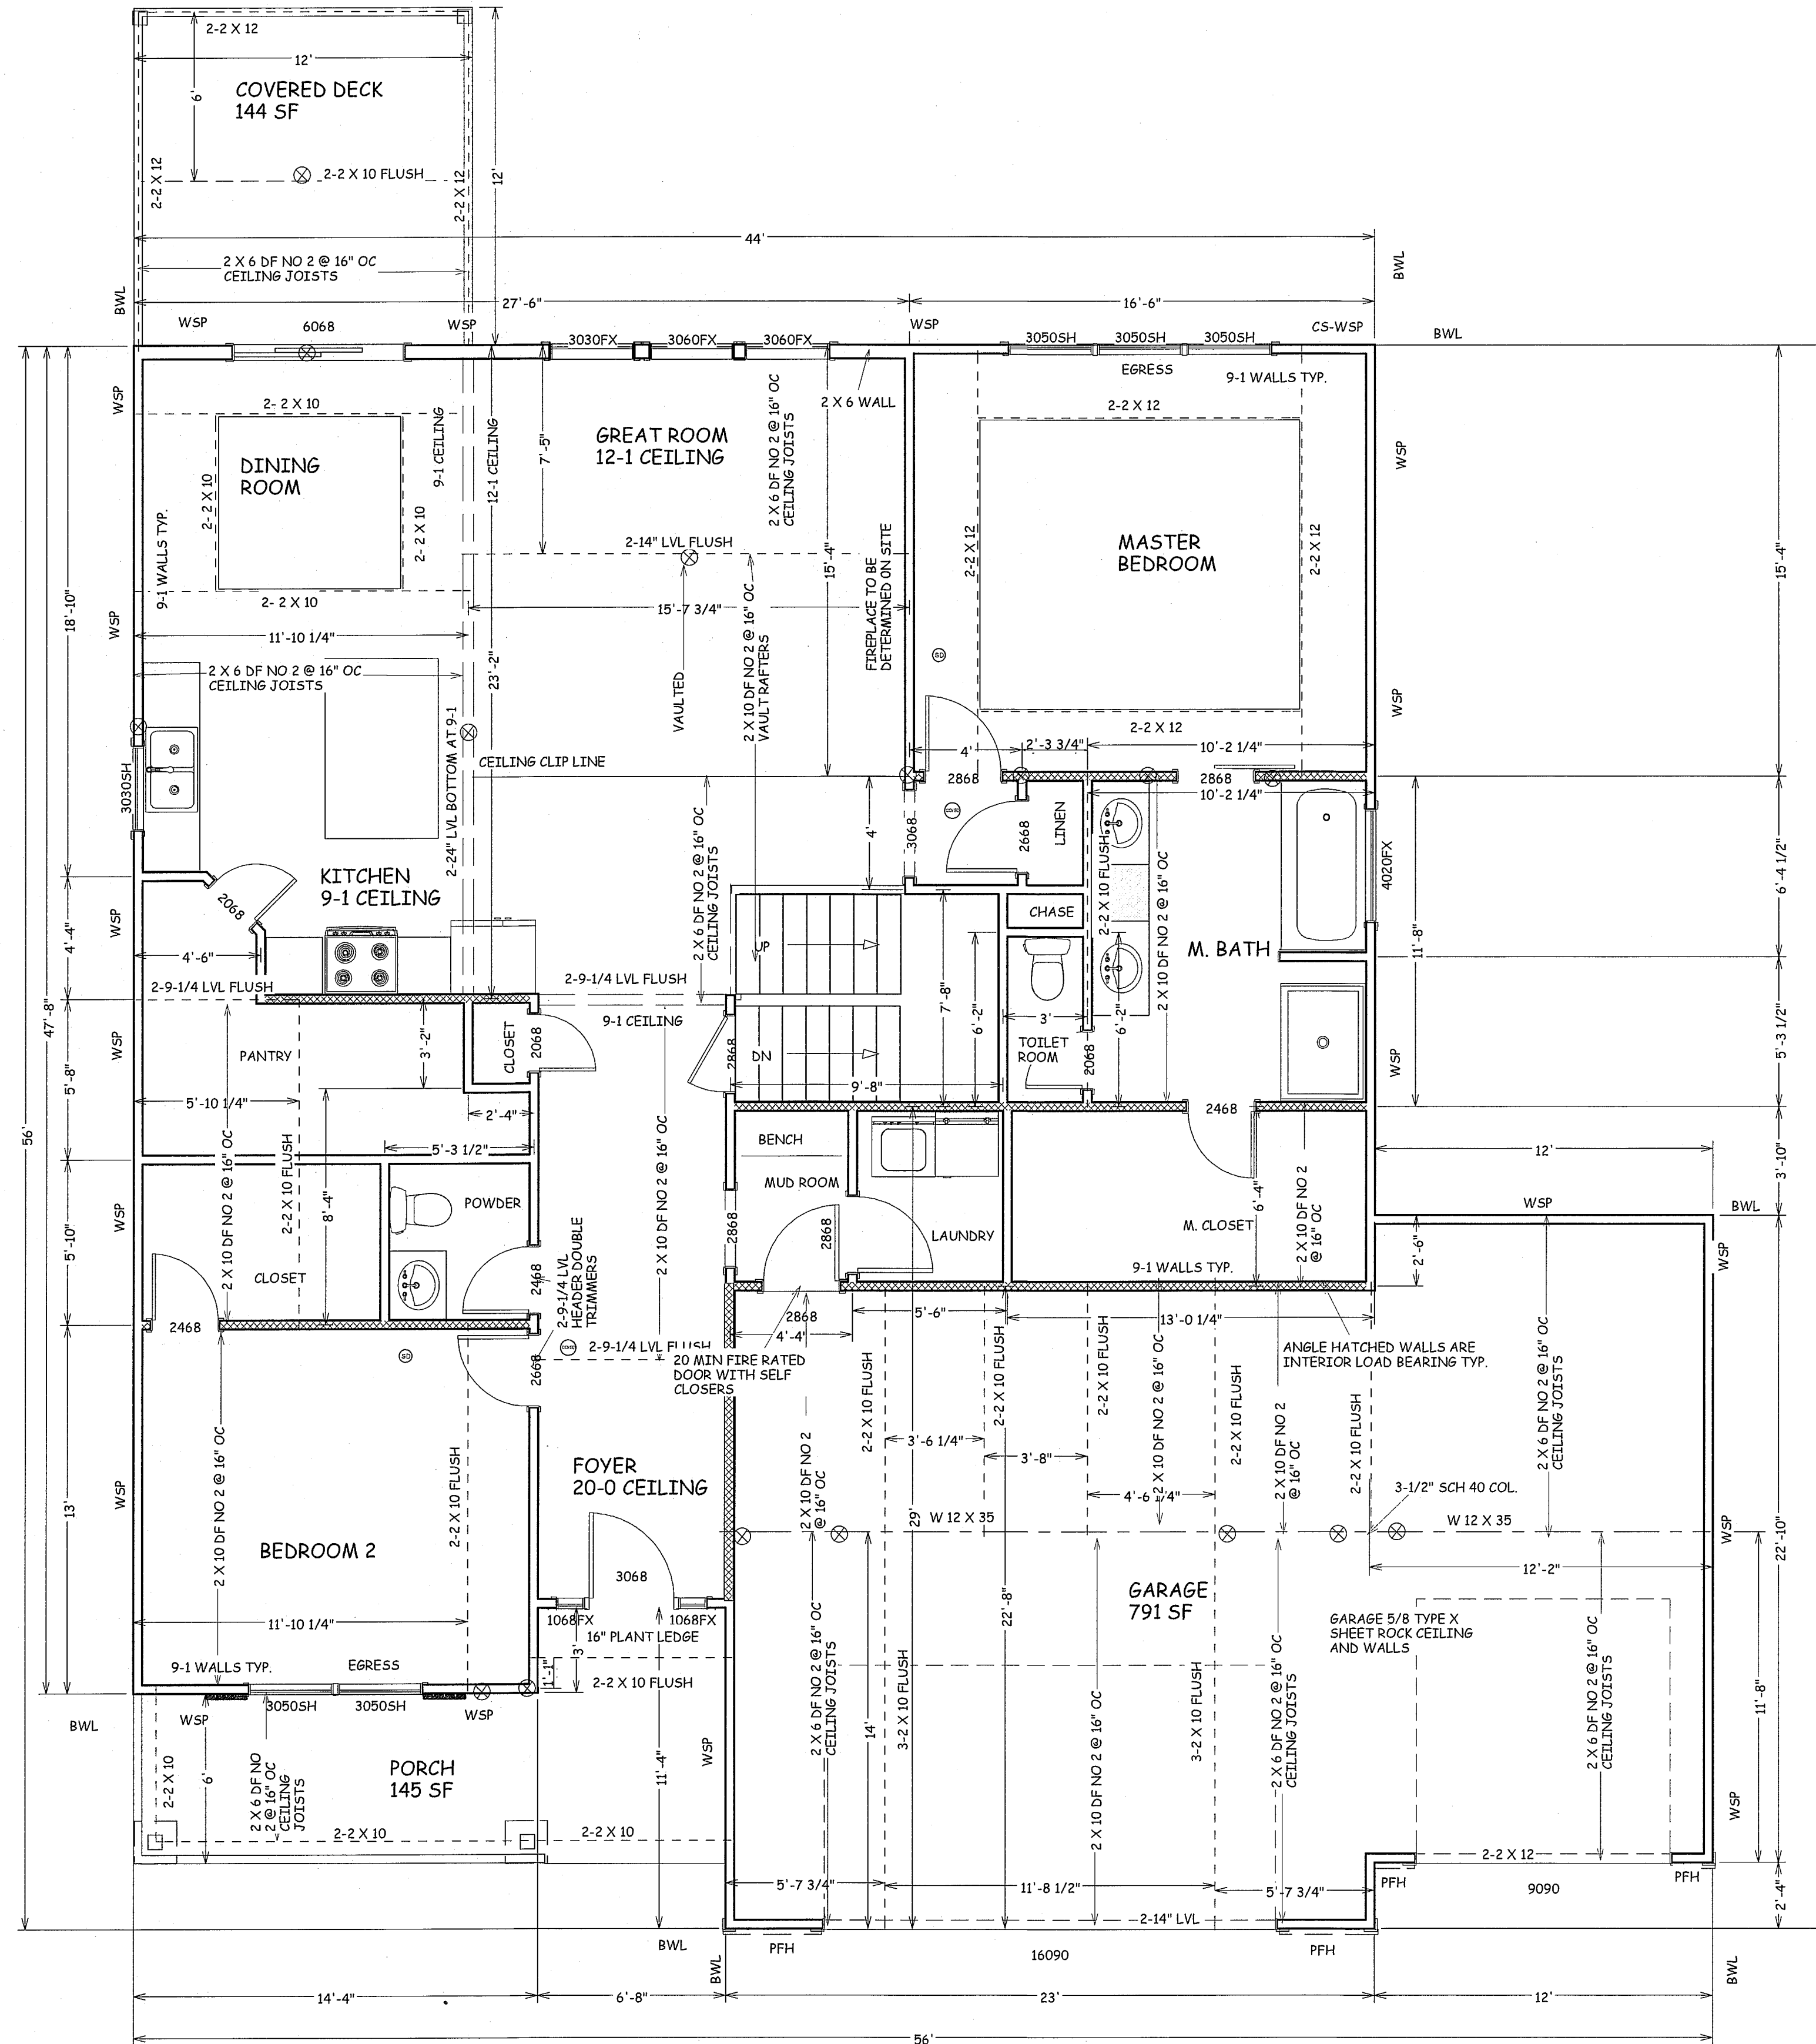 2-2 X 12
12'
6'
COVERED DECK
144 SF
2-2 X 12
2-2 X 10 FLUSH
2-2 X 12
12'
44'
BWL
2 X 6 DF NO 2 @ 16" OC
CEILING JOISTS
BWL
27'-6"
16'-6"
WSP
6068
WSP
3030FX
3060FX
3060FX
WSP
3050SH
3050SH
3050SH
CS-WSP
BWL
EGRESS
9-1 WALLS TYP.
WSP
2- 2 X 10
2-2 X 12
2 X 6 WALL
2 X 6 DF NO 2 @ 16" OC
CEILING JOISTS
GREAT ROOM
12-1 CEILING
7'-5"
9-1 CEILING
12-1 CEILING
DINING
ROOM
2- 2 X 10
2- 2 X 10
WSP
9-1 WALLS TYP.
2-14" LVL FLUSH
15'-4"
15'-4"
MASTER
BEDROOM
2-2 X 12
2-2 X 12
2- 2 X 10
15'-7 3/4"
FIREPLACE TO BE
DETERMINED ON SITE
18'-10"
WSP
11'-10 1/4"
SD
2 X 6 DF NO 2 @ 16" OC
CEILING JOISTS
23'-2"
VAULTED
2 X 10 DF NO 2 @ 16" OC
VAULT RAFTERS
WSP
2-2 X 12
2-24" LVL BOTTOM AT 9-1
4'
2'-3 3/4"
10'-2 1/4"
CEILING CLIP LINE
3030SH
2868
2868
10'-2 1/4"
3068
2668
LINEN
4'
2 X 6 DF NO 2 @ 16" OC
CEILING JOISTS
2-2 X 10 FLUSH
2 X 10 DF NO 2 @ 16" OC
4020FX
6'-4 1/2"
KITCHEN
9-1 CEILING
2068
WSP
CHASE
UP
M. BATH
11'-8"
4'-4"
4'-6"
2-9-1/4 LVL FLUSH
2-9-1/4 LVL FLUSH
9-1 CEILING
7'-8"
6'-2"
3'
6'-2"
47'-8"
WSP
PANTRY
3'-2"
CLOSET
2068
2868
DN
TOILET
ROOM
2068
WSP
5'-3 1/2"
5'-8"
9'-8"
5'-10 1/4"
2'-4"
2468
56'
5'-3 1/2"
BENCH
12'
3'-10"
2 X 10 DF NO 2 @ 16" OC
2-2 X 10 FLUSH
8'-4"
POWDER
MUD ROOM
6'-4"
WSP
WSP
BWL
5'-10"
2 X 10 DF NO 2 @ 16" OC
2868
2868
LAUNDRY
M. CLOSET
2 X 10 DF NO 2
@ 16" OC
2'-6"
WSP
CLOSET
2468
9-1 WALLS TYP.
2-9-1/4 LVL
HEADER DOUBLE
TRIMMERS
2468
2868
5'-6"
13'-0 1/4"
4'-4"
2-9-1/4 LVL FLUSH
20 MIN FIRE RATED
DOOR WITH SELF
CLOSERS
SD
2668
ANGLE HATCHED WALLS ARE
INTERIOR LOAD BEARING TYP.
2-2 X 10 FLUSH
2-2 X 10 FLUSH
2-2 X 10 FLUSH
2 X 10 DF NO 2 @ 16" OC
2-2 X 10 FLUSH
2-2 X 10 FLUSH
2 X 6 DF NO 2 @ 16" OC
CEILING JOISTS
3'-6 1/4"
3'-8"
FOYER
20-0 CEILING
2 X 10 DF NO 2
@ 16" OC
4'-6 1/4"
2 X 10 DF NO 2
@ 16" OC
3-1/2" SCH 40 COL.
WSP
13'
2 X 10 DF NO 2 @ 16" OC
2-2 X 10 FLUSH
29'
W 12 X 35
W 12 X 35
WSP
22'-10"
BEDROOM 2
3068
12'-2"
GARAGE
791 SF
11'-10 1/4"
1068FX
1068FX
16" PLANT LEDGE
3'
22'-8"
GARAGE 5/8 TYPE X
SHEET ROCK CEILING
AND WALLS
9-1 WALLS TYP.
EGRESS
1'-1"
2-2 X 10 FLUSH
3050SH
3050SH
WSP
WSP
BWL
WSP
2 X 6 DF NO 2 @ 16" OC
CEILING JOISTS
14'
3-2 X 10 FLUSH
2 X 10 DF NO 2 @ 16" OC
3-2 X 10 FLUSH
2 X 6 DF NO 2 @ 16" OC
CEILING JOISTS
2 X 6 DF NO 2 @ 16" OC
CEILING JOISTS
11'-8"
2-2 X 10
6'
2 X 6 DF NO
2 @ 16" OC
CEILING
JOISTS
PORCH
145 SF
11'-4"
WSP
2-2 X 10
2-2 X 10
2-2 X 12
5'-7 3/4"
11'-8 1/2"
5'-7 3/4"
PFH
9090
PFH
2'-4"
2-14" LVL
BWL
PFH
16090
PFH
BWL
BWL
14'-4"
6'-8"
23'
12'
56'